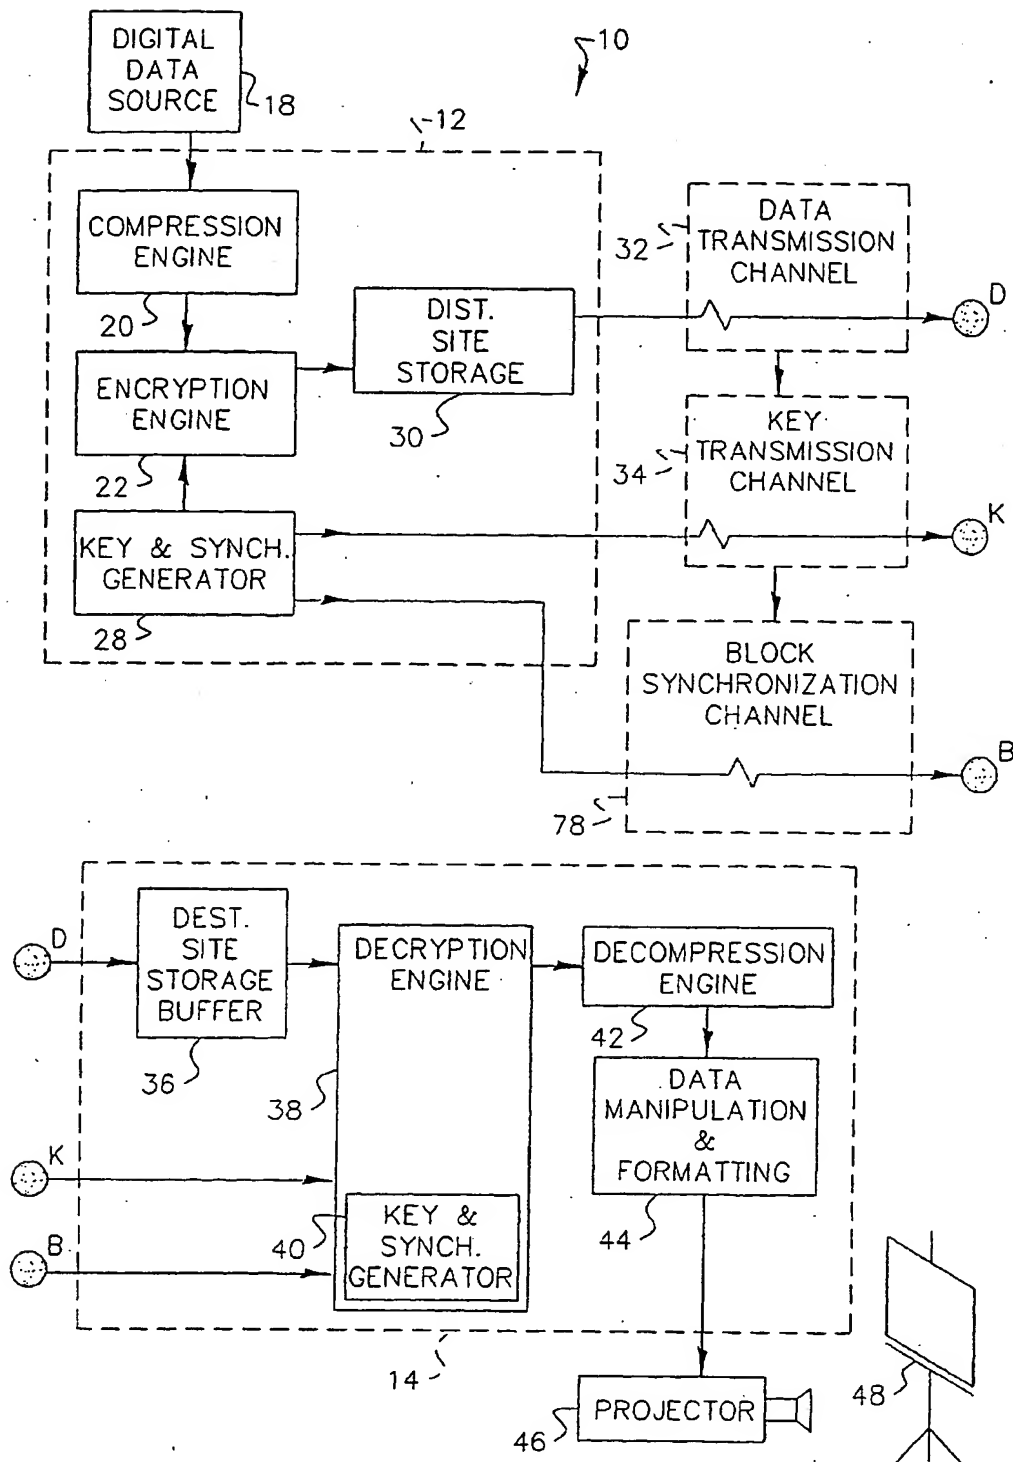 DIGITAL
DATA
SOURCE
18
10
12
COMPRESSION
ENGINE
20
ENCRYPTION
ENGINE
22
KEY & SYNCH.
GENERATOR
28
DIST.
SITE
STORAGE
30
DATA
TRANSMISSION
CHANNEL
32
D
KEY
TRANSMISSION
CHANNEL
34
K
BLOCK
SYNCHRONIZATION
CHANNEL
78
B
D
DEST.
SITE
STORAGE
BUFFER
36
K
B
DECRYPTION
ENGINE
38
40
KEY &
SYNCH.
GENERATOR
DECOMPRESSION
ENGINE
42
DATA
MANIPULATION
&
FORMATTING
44
14
PROJECTOR
46
48